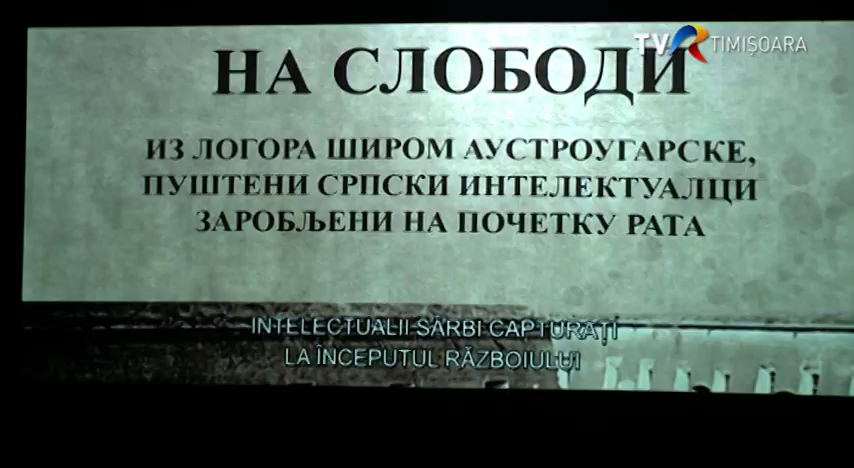 TVR TIMIȘOARA
НА СЛОБОДИ
ИЗ ЛОГОРА ШИРОМ АУСТРОУГАРСКЕ,
ПУШТЕНИ СРПСКИ ИНТЕЛЕКТУАЛЦИ
ЗАРОБЉЕНИ НА ПОЧЕТКУ РАТА
INTELECTUALII SÂRBI CAPTURAȚI
LA ÎNCEPUTUL RĂZBOIULUI